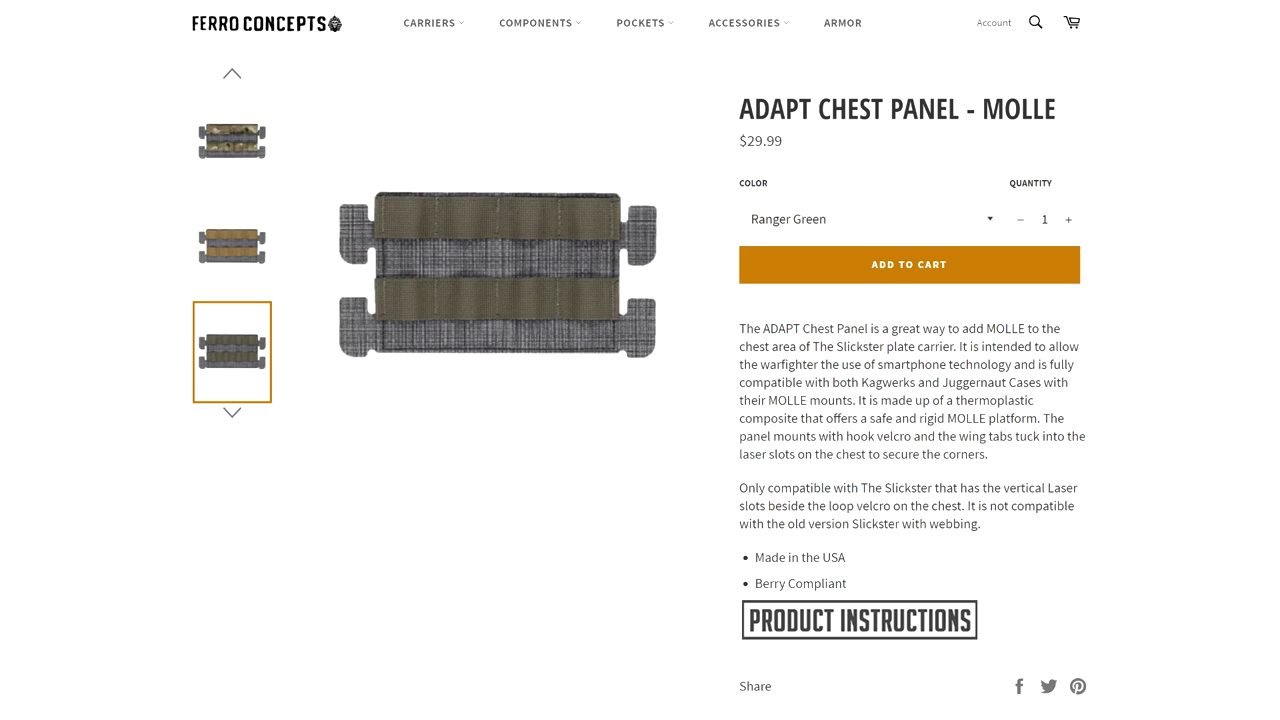 FERRO CONCEPTS
CARRIERS
COMPONENTS
POCKETS
ACCESSORIES
ARMOR
Account
ADAPT CHEST PANEL - MOLLE
$29.99
COLOR
QUANTITY
Ranger Green
− 1 +
ADD TO CART
The ADAPT Chest Panel is a great way to add MOLLE to the
chest area of The Slickster plate carrier. It is intended to allow
the warfighter the use of smartphone technology and is fully
compatible with both Kagwerks and Juggernaut Cases with
their MOLLE mounts. It is made up of a thermoplastic
composite that offers a safe and rigid MOLLE platform. The
panel mounts with hook velcro and the wing tabs tuck into the
laser slots on the chest to secure the corners.
Only compatible with The Slickster that has the vertical Laser
slots beside the loop velcro on the chest. It is not compatible
with the old version Slickster with webbing.
• Made in the USA
• Berry Compliant
PRODUCT INSTRUCTIONS
Share